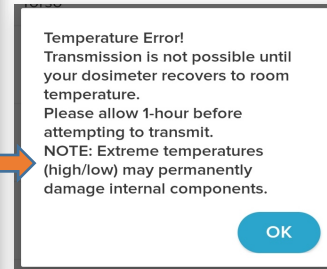 Temperature Error!
Transmission is not possible until
your dosimeter recovers to room
temperature.
Please allow 1-hour before
attempting to transmit.
NOTE: Extreme temperatures
(high/low) may permanently
damage internal components.
OK